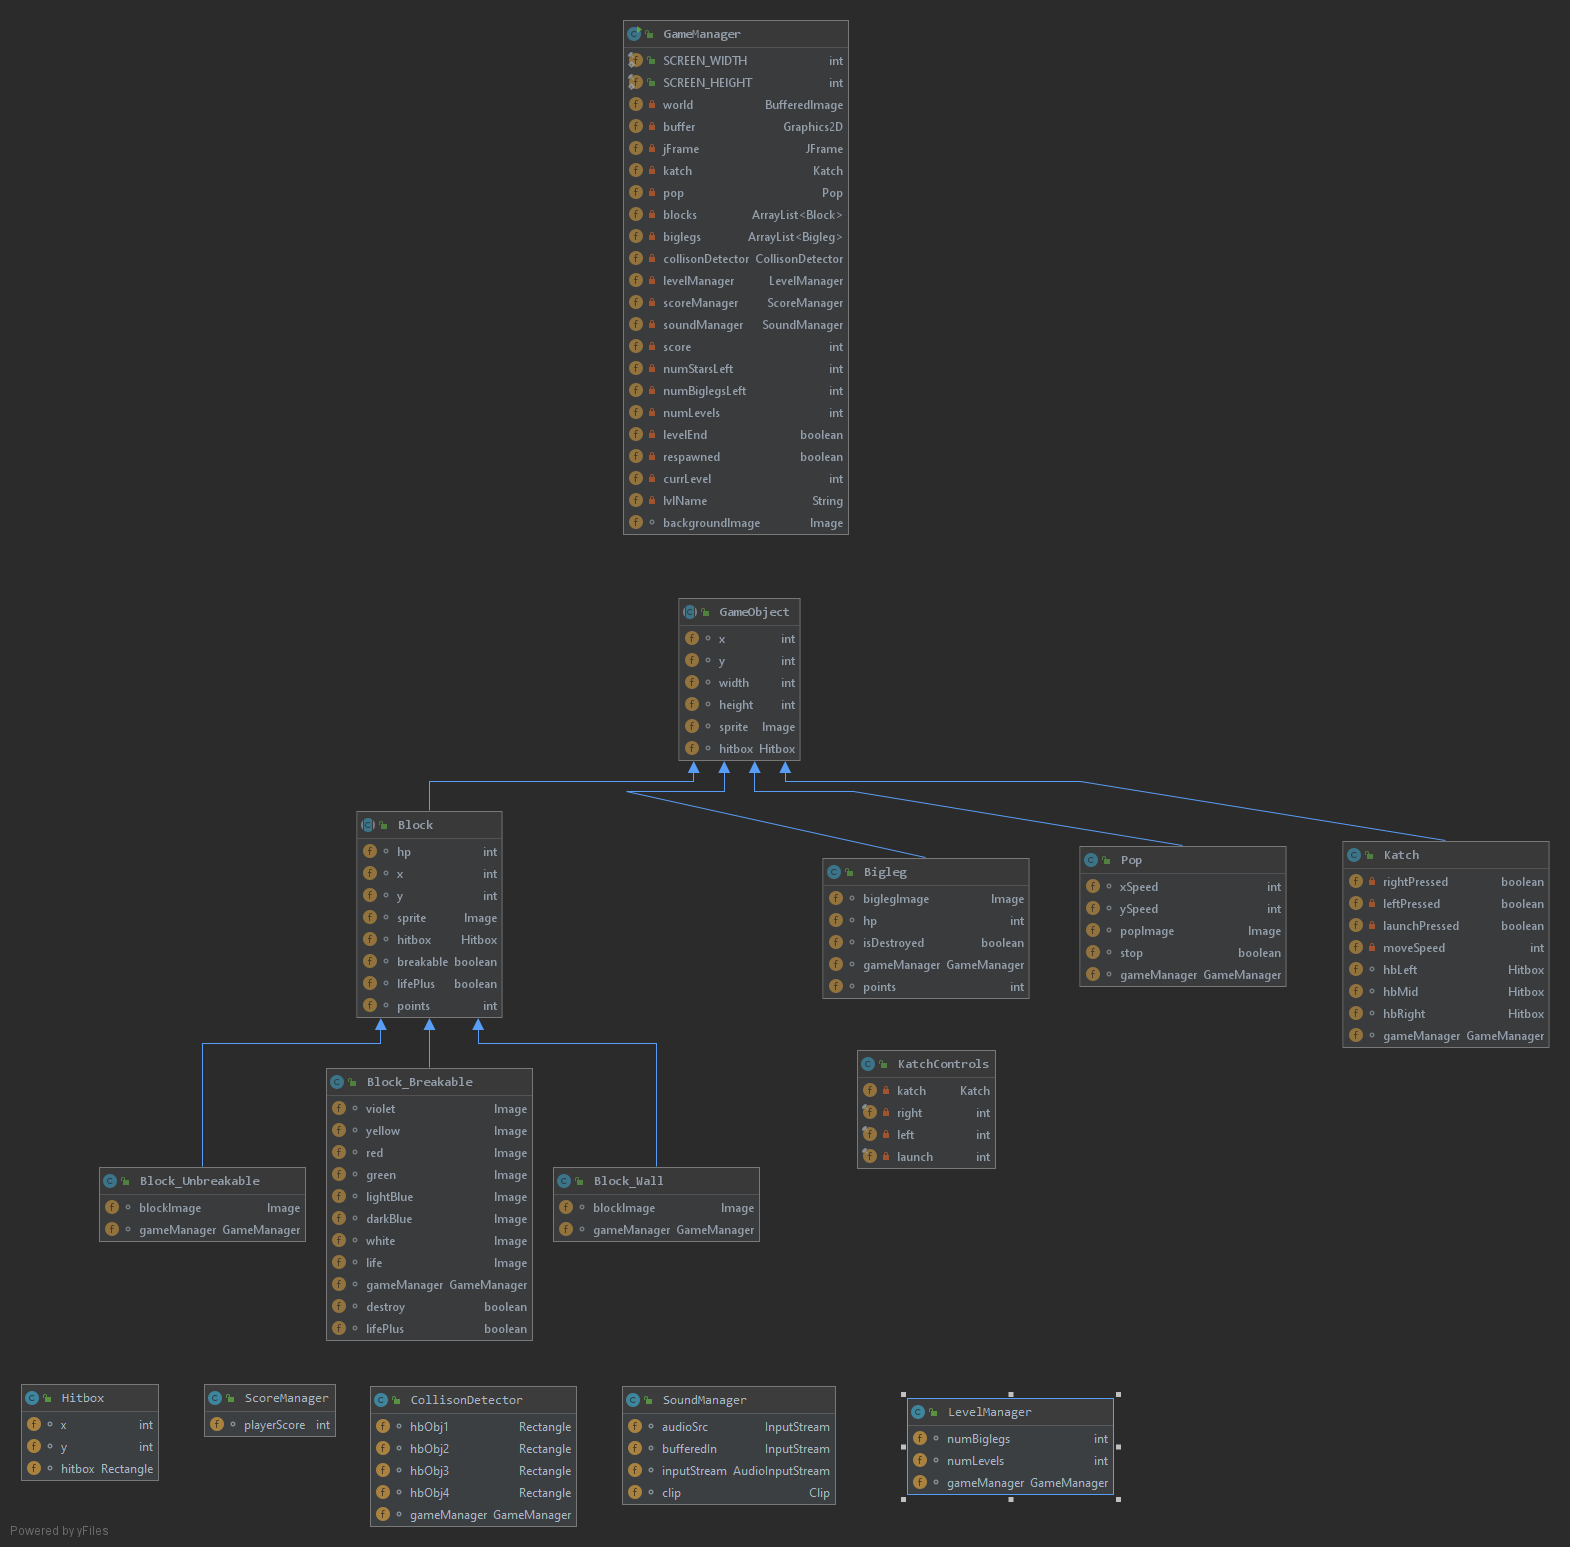 GameManager
SCREEN_WIDTH int
SCREEN_HEIGHT int
world BufferedImage
buffer Graphics2D
jFrame JFrame
katch Katch
pop Pop
blocks ArrayList<Block>
biglegs ArrayList<Bigleg>
collisonDetector CollisonDetector
levelManager LevelManager
scoreManager ScoreManager
soundManager SoundManager
score int
numStarsLeft int
numBiglegsLeft int
numLevels int
levelEnd boolean
respawned boolean
currLevel int
lvlName String
backgroundImage Image
GameObject
x int
y int
width int
height int
sprite Image
hitbox Hitbox
Block
hp int
x int
y int
sprite Image
hitbox Hitbox
breakable boolean
lifePlus boolean
points int
Bigleg
biglegImage Image
hp int
isDestroyed boolean
gameManager GameManager
points int
Pop
xSpeed int
ySpeed int
popImage Image
stop boolean
gameManager GameManager
Katch
rightPressed boolean
leftPressed boolean
launchPressed boolean
moveSpeed int
hbLeft Hitbox
hbMid Hitbox
hbRight Hitbox
gameManager GameManager
KatchControls
katch Katch
right int
left int
launch int
Block_Unbreakable
blockImage Image
gameManager GameManager
Block_Breakable
violet Image
yellow Image
red Image
green Image
lightBlue Image
darkBlue Image
white Image
life Image
gameManager GameManager
destroy boolean
lifePlus boolean
Block_Wall
blockImage Image
gameManager GameManager
Hitbox
x int
y int
hitbox Rectangle
ScoreManager
playerScore int
CollisonDetector
hbObj1 Rectangle
hbObj2 Rectangle
hbObj3 Rectangle
hbObj4 Rectangle
gameManager GameManager
SoundManager
audioSrc InputStream
bufferedIn InputStream
inputStream AudioInputStream
clip Clip
LevelManager
numBiglegs int
numLevels int
gameManager GameManager
Powered by yFiles